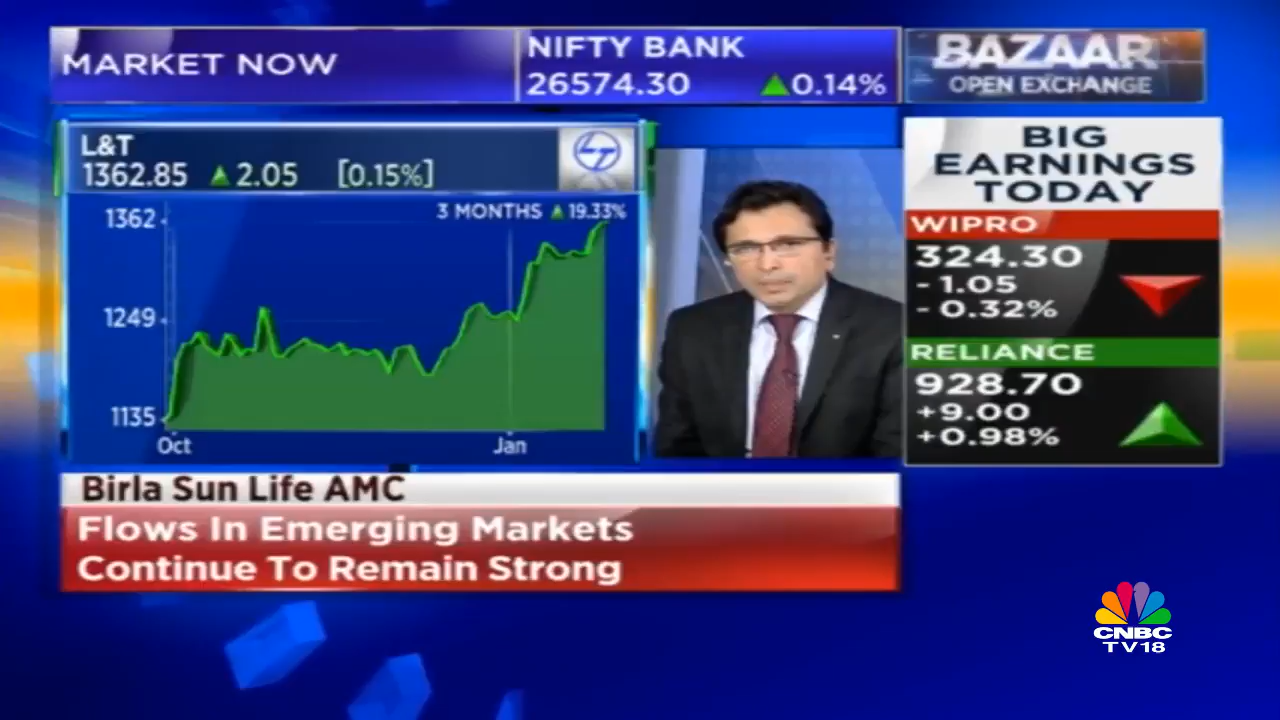 MARKET NOW
NIFTY BANK
26574.30 ▲0.14%
BAZAAR
OPEN EXCHANGE
L&T
1362.85 ▲ 2.05 [0.15%]
3 MONTHS ▲ 19.33%
1362
1249
1135
Oct Jan
BIG
EARNINGS
TODAY
WIPRO
324.30
- 1.05
- 0.32%
RELIANCE
928.70
+9.00
+0.98%
Birla Sun Life AMC
Flows In Emerging Markets
Continue To Remain Strong
CNBC
TV18